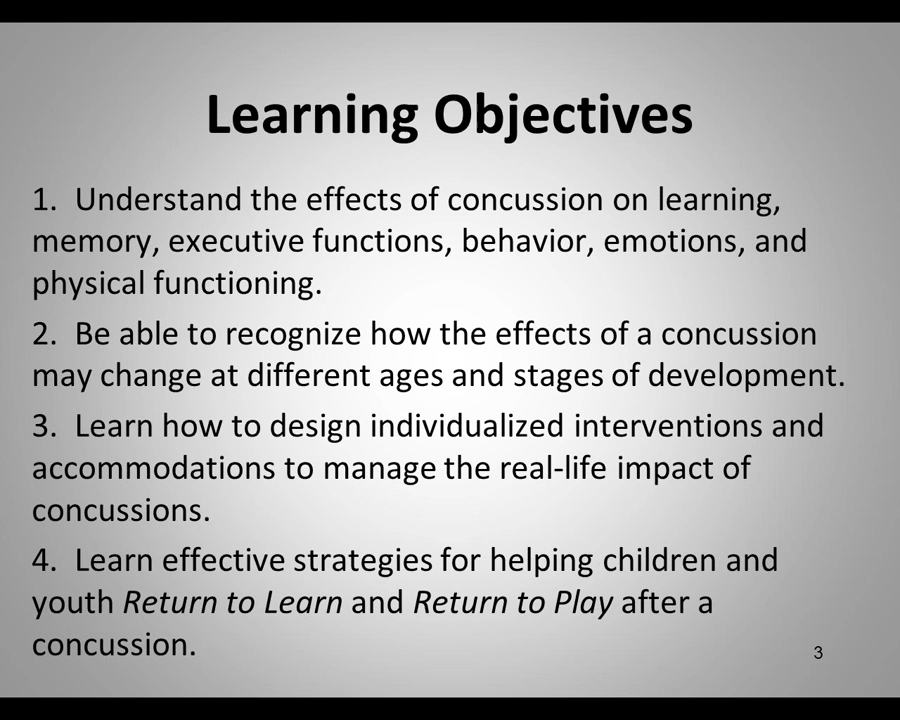 Learning Objectives
1. Understand the effects of concussion on learning,
memory, executive functions, behavior, emotions, and
physical functioning.
2. Be able to recognize how the effects of a concussion
may change at different ages and stages of development.
3. Learn how to design individualized interventions and
accommodations to manage the real-life impact of
concussions.
4. Learn effective strategies for helping children and
youth Return to Learn and Return to Play after a
concussion.
3